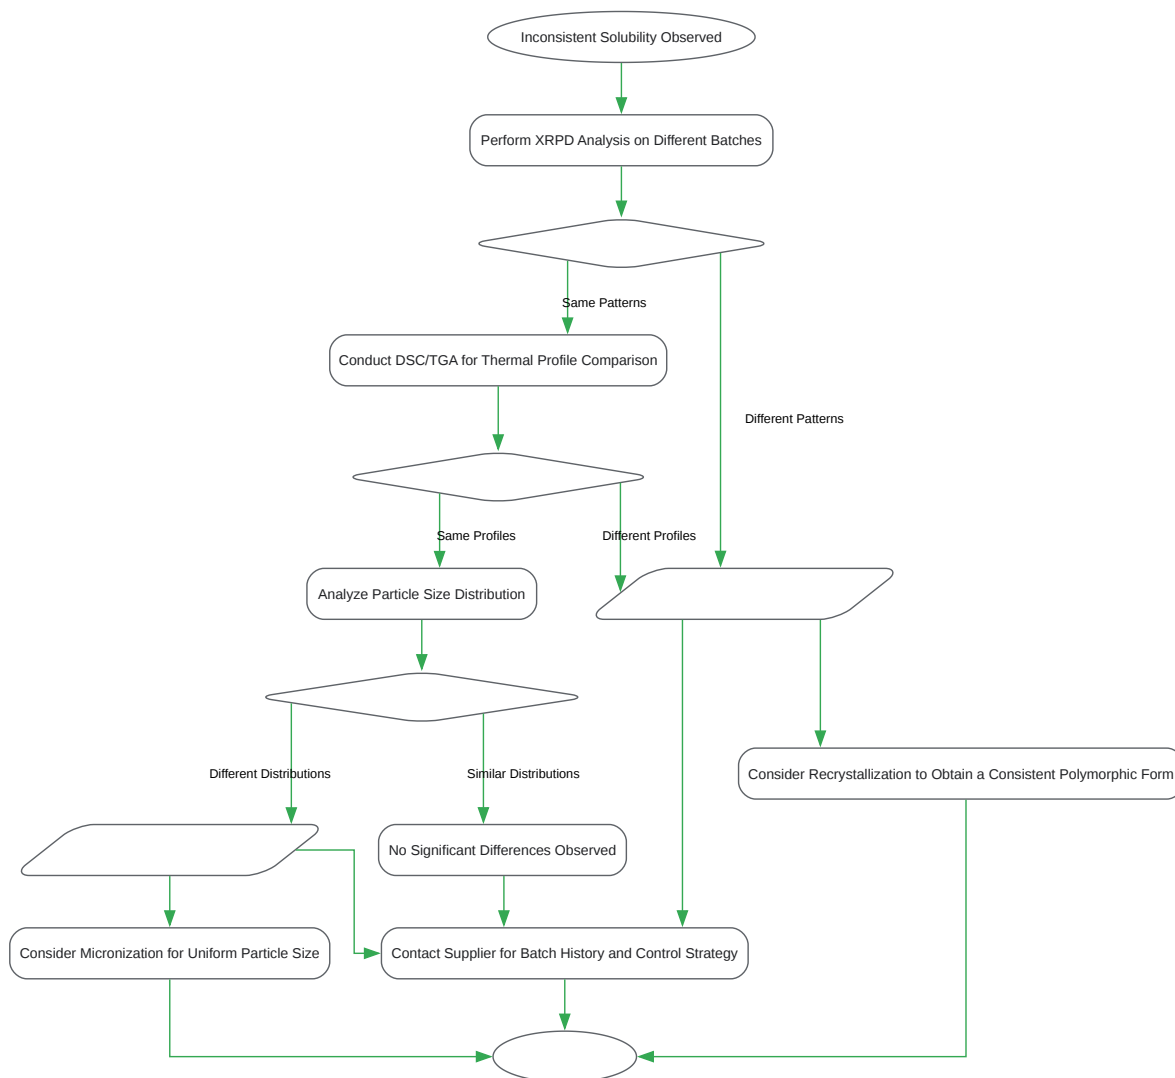 Inconsistent Solubility Observed
Perform XRPD Analysis on Different Batches
Same Patterns
Conduct DSC/TGA for Thermal Profile Comparison
Different Patterns
Same Profiles
Different Profiles
Analyze Particle Size Distribution
Different Distributions
Similar Distributions
Consider Recrystallization to Obtain a Consistent Polymorphic Form
No Significant Differences Observed
Consider Micronization for Uniform Particle Size
Contact Supplier for Batch History and Control Strategy